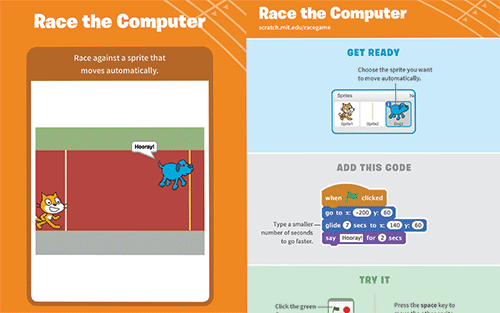 Race the Computer
Race against a sprite that
moves automatically.
Hooray!
Race the Computer
scratch.mit.edu/racegame
GET READY
Choose the sprite you want
to move automatically.
Sprites
Sprite1
Sprite2
Dog2
ADD THIS CODE
when clicked
go to x: -200 y: 60
glide 7 secs to x: 140 y: 60
say Hooray! for 2 secs
Type a smaller
number of seconds
to go faster.
TRY IT
Click the green
Press the space key to